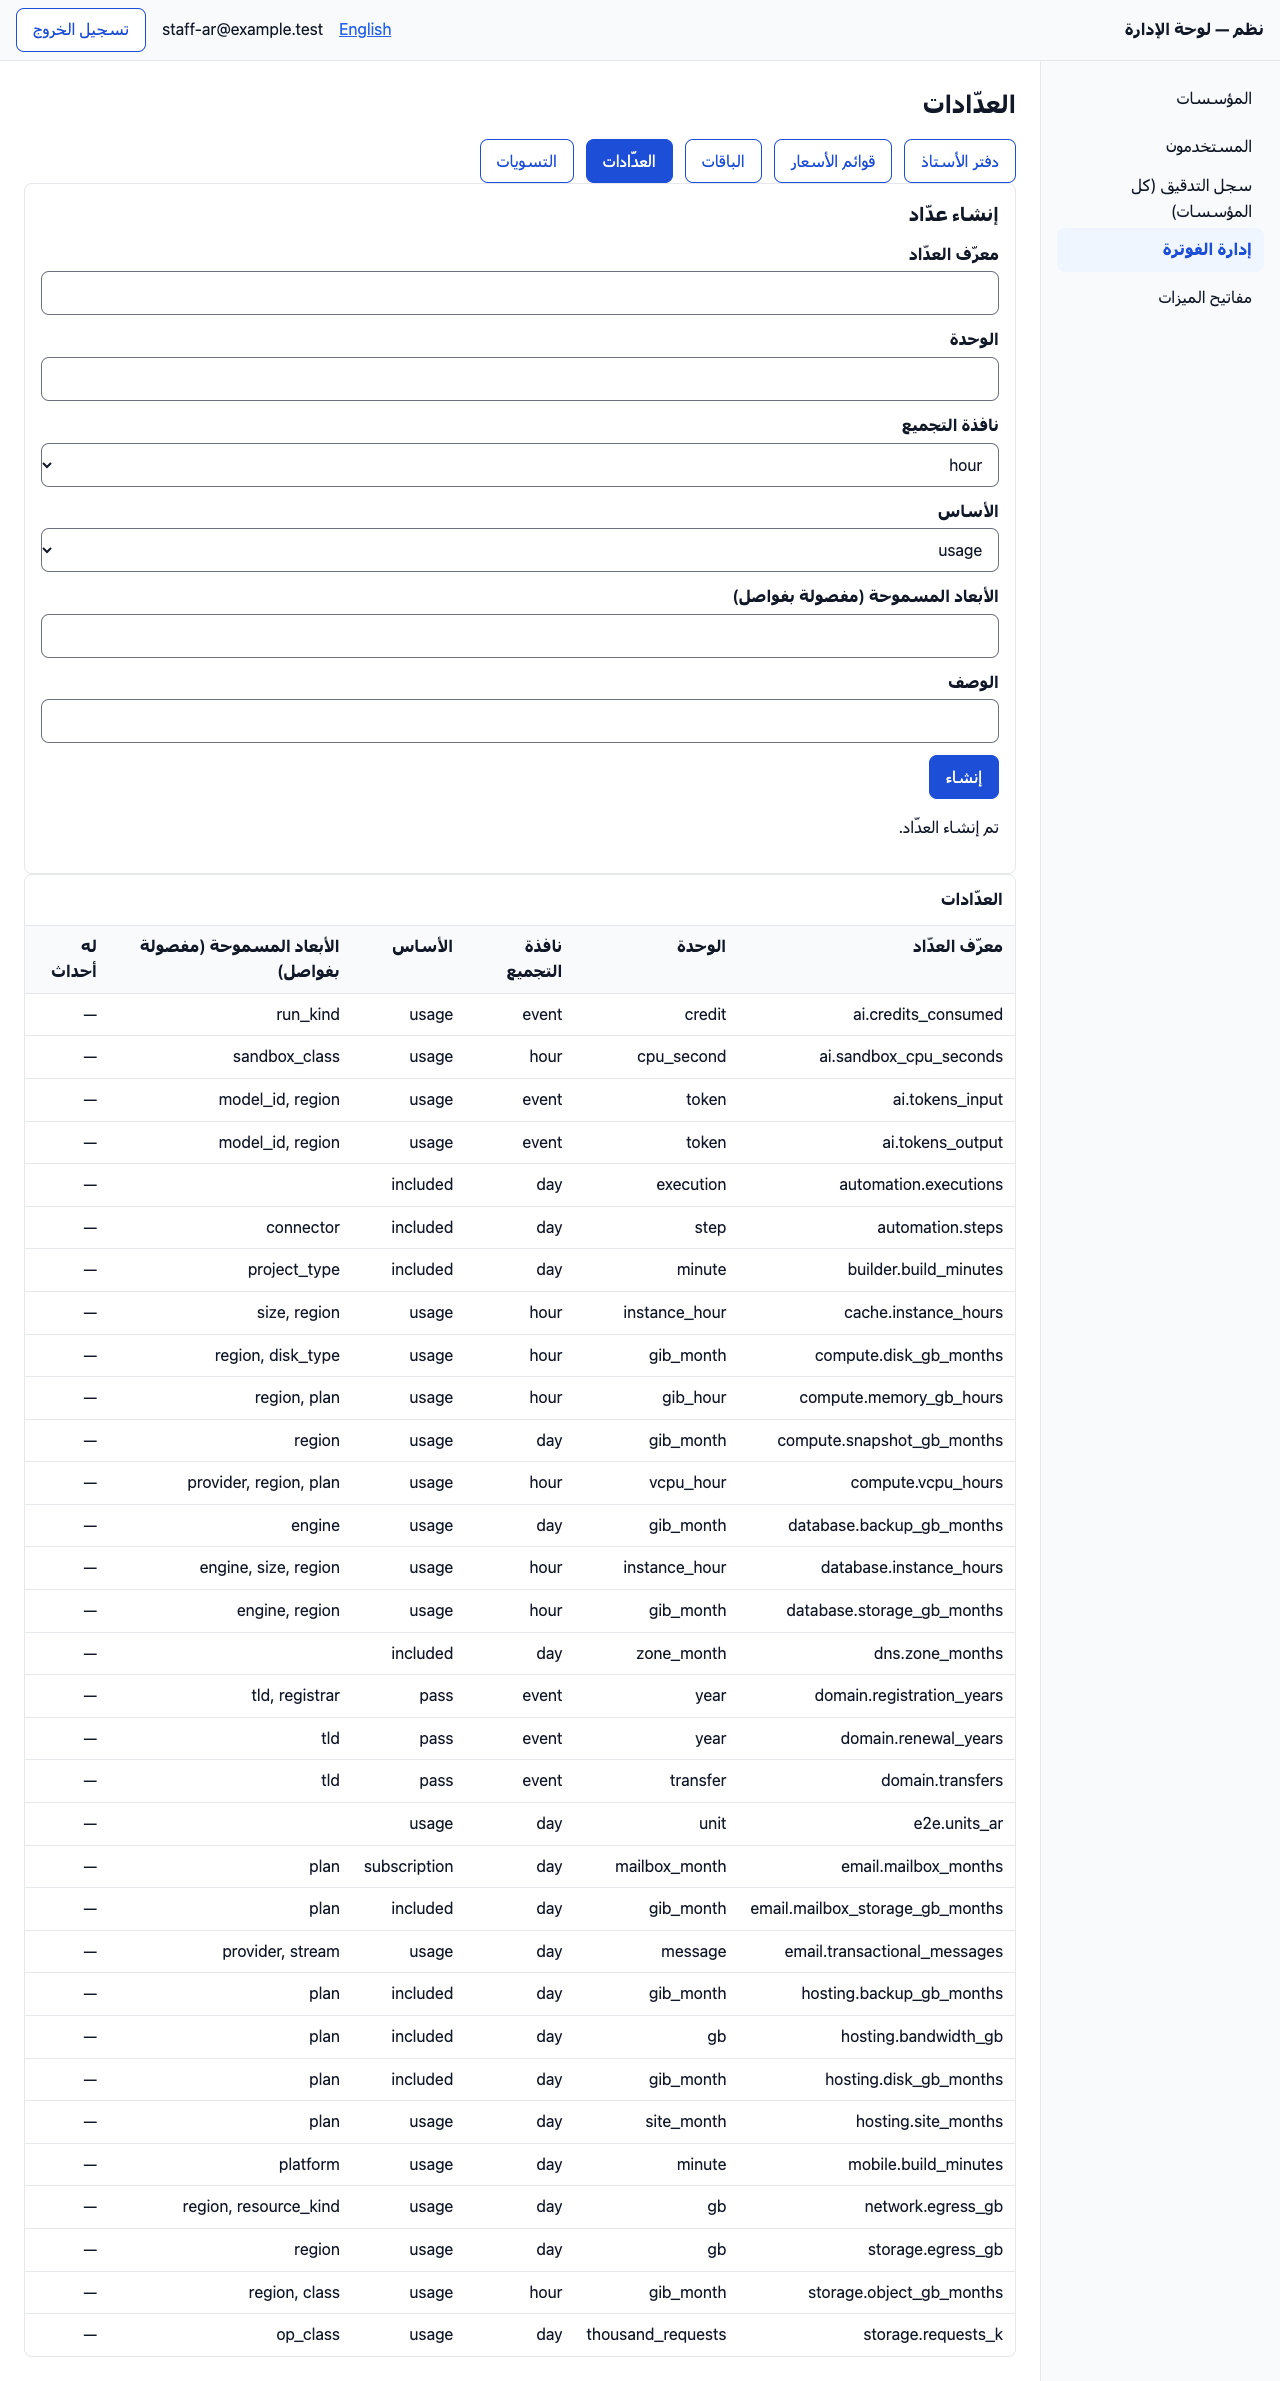 نظم — لوحة الإدارة
English
staff-ar@example.test
تسجيل الخروج
المؤسسات
المستخدمون
سجل التدقيق (كل
المؤسسات)
إدارة الفوترة
مفاتيح الميزات
العدّادات
دفتر الأستاذ
قوائم الأسعار
الباقات
العدّادات
التسويات
إنشاء عدّاد
معرّف العدّاد
الوحدة
نافذة التجميع
hour
الأساس
usage
الأبعاد المسموحة (مفصولة بفواصل)
الوصف
إنشاء
تم إنشاء العدّاد.
العدّادات
معرّف العدّاد الوحدة نافذة التجميع الأساس الأبعاد المسموحة (مفصولة بفواصل) له أحداث
ai.credits_consumed credit event usage run_kind —
ai.sandbox_cpu_seconds cpu_second hour usage sandbox_class —
ai.tokens_input token event usage model_id, region —
ai.tokens_output token event usage model_id, region —
automation.executions execution day included —
automation.steps step day included connector —
builder.build_minutes minute day included project_type —
cache.instance_hours instance_hour hour usage size, region —
compute.disk_gb_months gib_month hour usage region, disk_type —
compute.memory_gb_hours gib_hour hour usage region, plan —
compute.snapshot_gb_months gib_month day usage region —
compute.vcpu_hours vcpu_hour hour usage provider, region, plan —
database.backup_gb_months gib_month day usage engine —
database.instance_hours instance_hour hour usage engine, size, region —
database.storage_gb_months gib_month hour usage engine, region —
dns.zone_months zone_month day included —
domain.registration_years year event pass tld, registrar —
domain.renewal_years year event pass tld —
domain.transfers transfer event pass tld —
e2e.units_ar unit day usage —
email.mailbox_months mailbox_month day subscription plan —
email.mailbox_storage_gb_months gib_month day included plan —
email.transactional_messages message day usage provider, stream —
hosting.backup_gb_months gib_month day included plan —
hosting.bandwidth_gb gb day included plan —
hosting.disk_gb_months gib_month day included plan —
hosting.site_months site_month day usage plan —
mobile.build_minutes minute day usage platform —
network.egress_gb gb day usage region, resource_kind —
storage.egress_gb gb day usage region —
storage.object_gb_months gib_month hour usage region, class —
storage.requests_k thousand_requests day usage op_class —